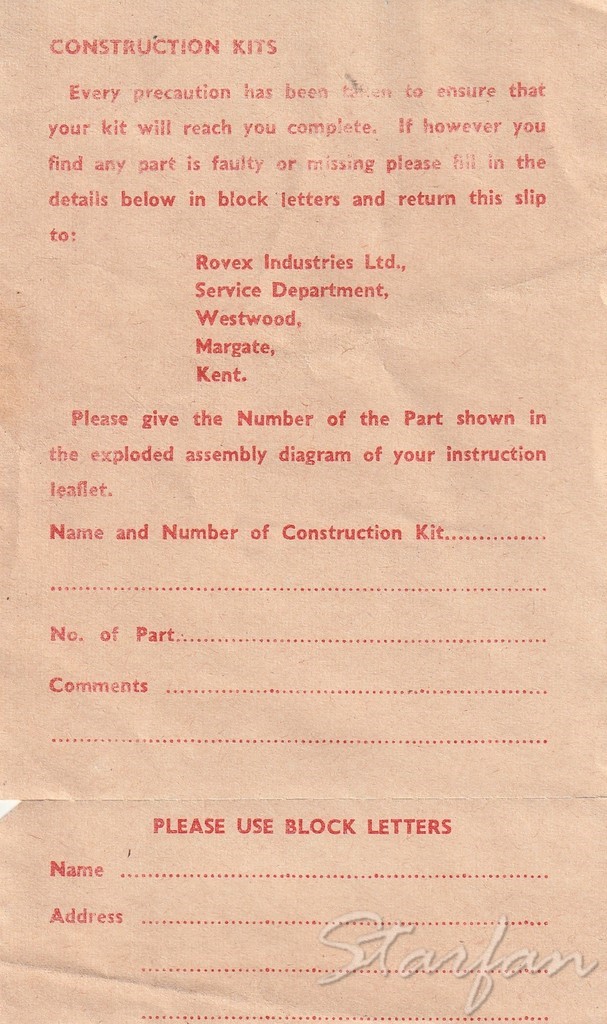 CONSTRUCTION KITS
Every precaution has been taken to ensure that
your kit will reach you complete. If however you
find any part is faulty or missing please fill in the
details below in block letters and return this slip
to:
Rovex Industries Ltd.,
Service Department,
Westwood,
Margate,
Kent.
Please give the Number of the Part shown in
the exploded assembly diagram of your instruction
leaflet.
Name and Number of Construction Kit...............
No. of Part
Comments
PLEASE USE BLOCK LETTERS
Name
Address
Starfan